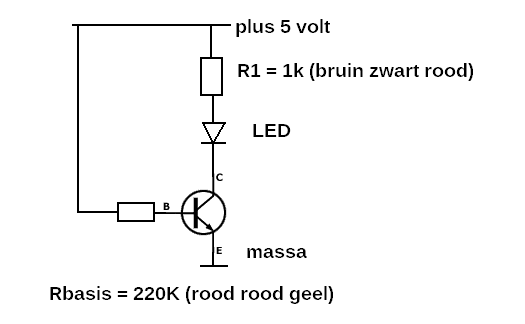 plus 5 volt
R1 = 1k (bruin zwart rood)
LED
C
B
E
massa
Rbasis = 220K (rood rood geel)